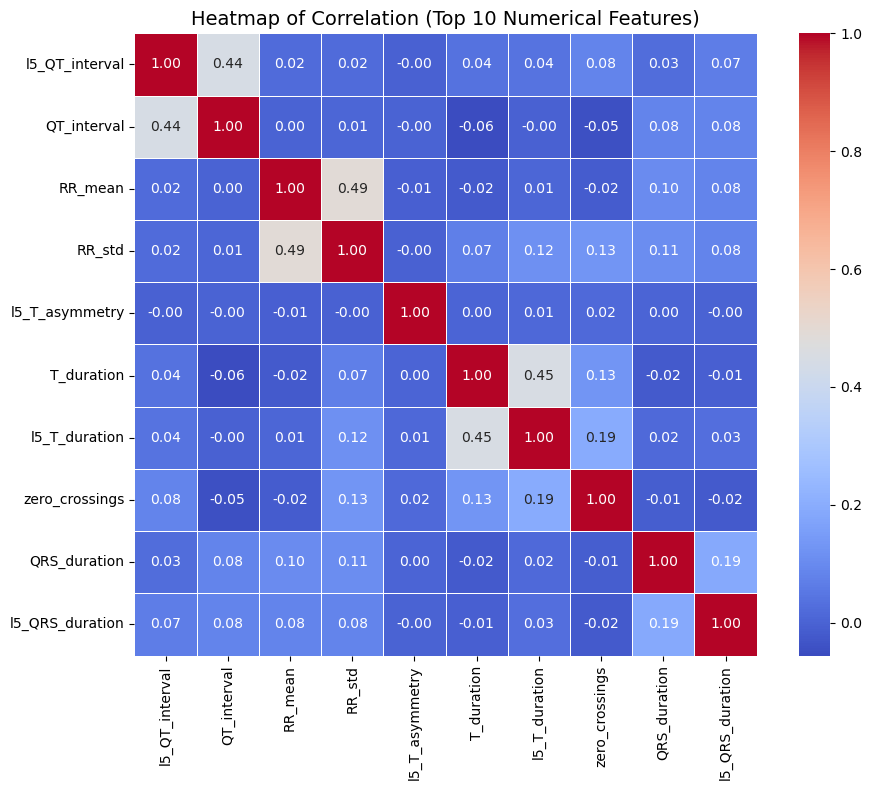 Heatmap of Correlation (Top 10 Numerical Features)
l5_QT_interval 1.00 0.44 0.02 0.02 -0.00 0.04 0.04 0.08 0.03 0.07
QT_interval 0.44 1.00 0.00 0.01 -0.00 -0.06 -0.00 -0.05 0.08 0.08
RR_mean 0.02 0.00 1.00 0.49 -0.01 -0.02 0.01 -0.02 0.10 0.08
RR_std 0.02 0.01 0.49 1.00 -0.00 0.07 0.12 0.13 0.11 0.08
l5_T_asymmetry -0.00 -0.00 -0.01 -0.00 1.00 0.00 0.01 0.02 0.00 -0.00
T_duration 0.04 -0.06 -0.02 0.07 0.00 1.00 0.45 0.13 -0.02 -0.01
l5_T_duration 0.04 -0.00 0.01 0.12 0.01 0.45 1.00 0.19 0.02 0.03
zero_crossings 0.08 -0.05 -0.02 0.13 0.02 0.13 0.19 1.00 -0.01 -0.02
QRS_duration 0.03 0.08 0.10 0.11 0.00 -0.02 0.02 -0.01 1.00 0.19
l5_QRS_duration 0.07 0.08 0.08 0.08 -0.00 -0.01 0.03 -0.02 0.19 1.00
l5_QT_interval
QT_interval
RR_mean
RR_std
l5_T_asymmetry
T_duration
l5_T_duration
zero_crossings
QRS_duration
l5_QRS_duration
1.0
0.8
0.6
0.4
0.2
0.0